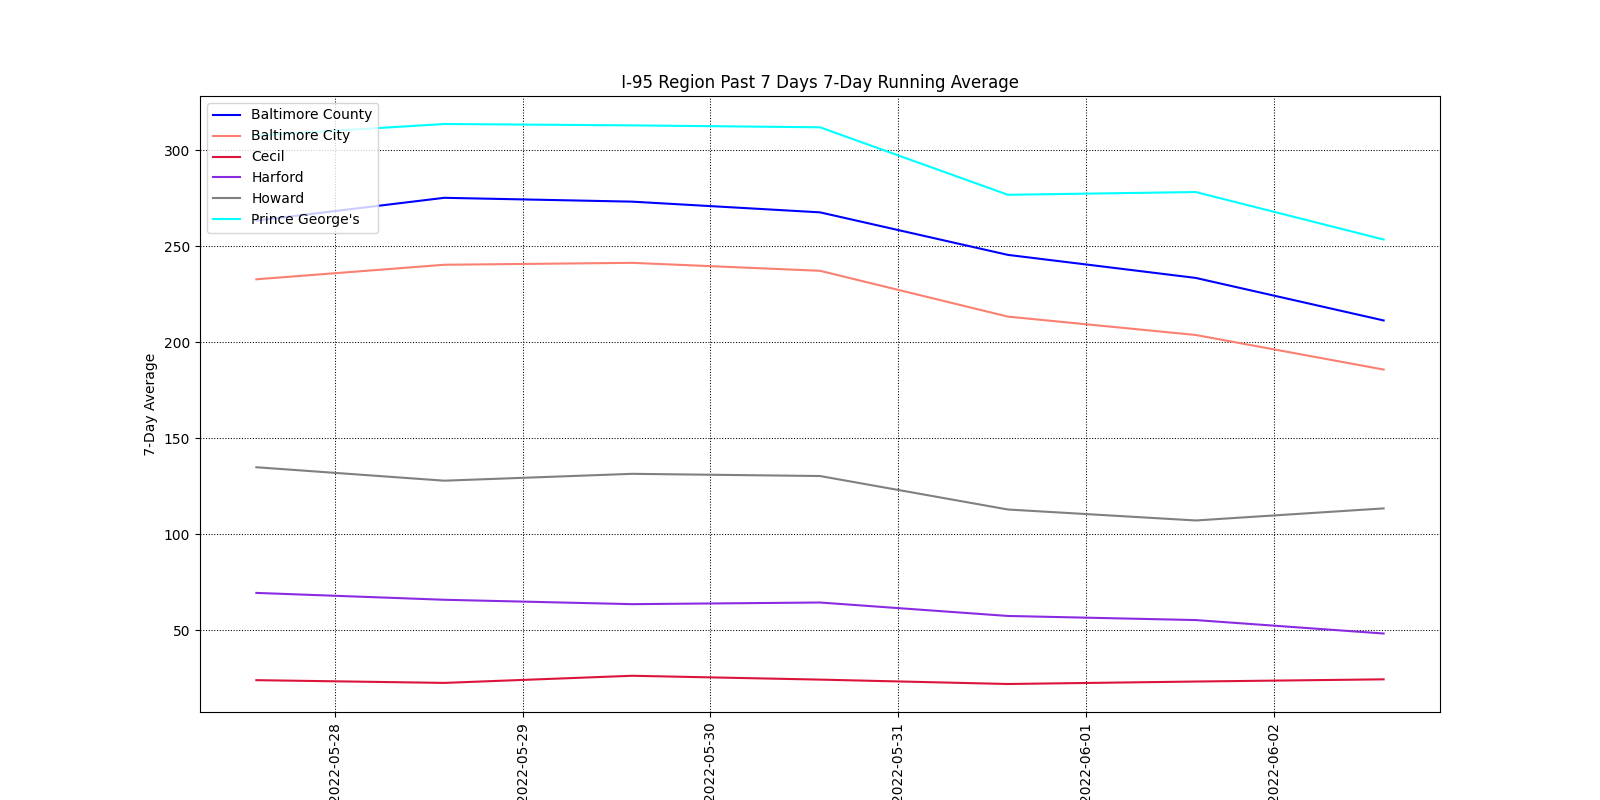 I-95 Region Past 7 Days 7-Day Running Average
Baltimore County
Baltimore City
Cecil
Harford
Howard
Prince George's
7-Day Average
300
250
200
150
100
50
2022-05-28
2022-05-29
2022-05-30
2022-05-31
2022-06-01
2022-06-02